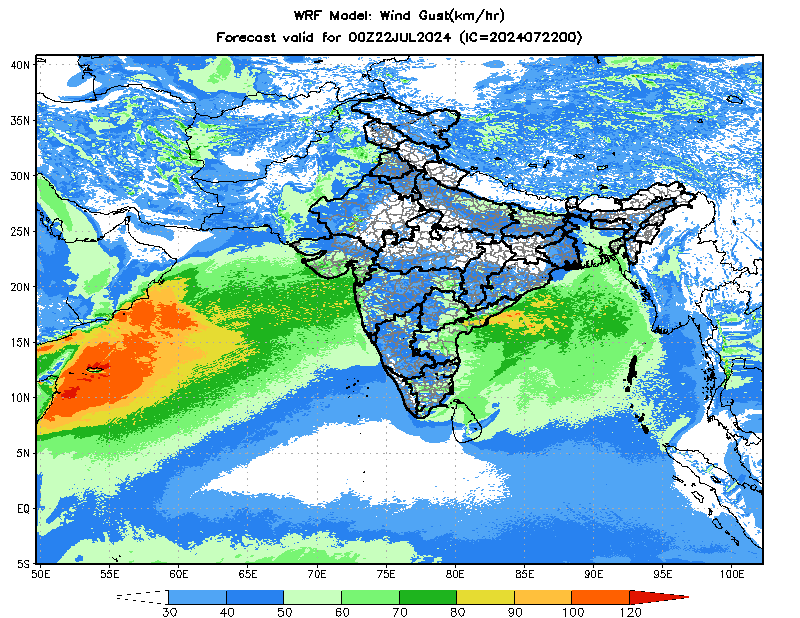 WRF Model: Wind Gust(km/hr)
Forecast valid for 00Z22JUL2024 (IC=2024072200)
40N
35N
30N
25N
20N
15N
10N
5N
EQ
5S
50E 55E 60E 65E 70E 75E 80E 85E 90E 95E 100E
30 40 50 60 70 80 90 100 120